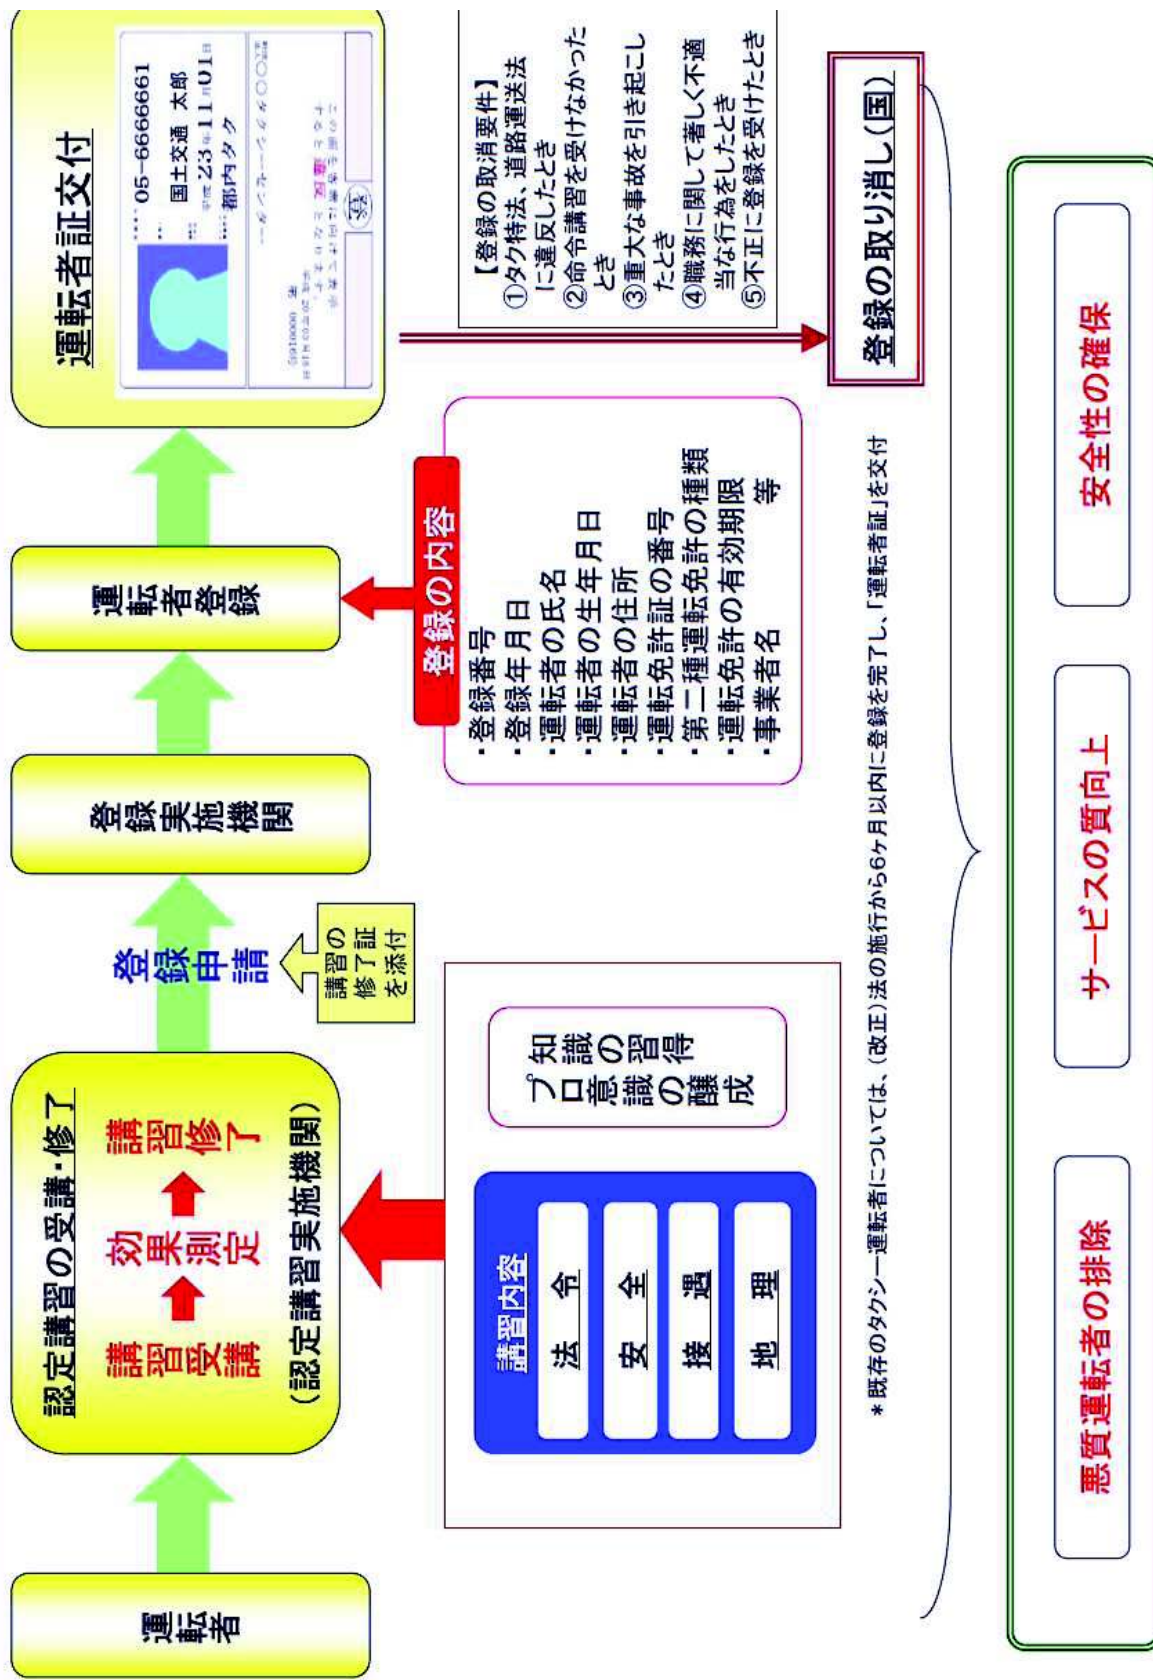 運転者
認定講習の受講・修了
講習受講
効果測定
講習修了
(認定講習実施機関)
登録申請
講習の
修了証
を添付
登録実施機関
運転者登録
運転者証交付
05-66666661
国土交通 太郎
平成 23年11月01日
都内タク
講習内容
法 令
安 全
接 遇
地 理
知識の習得
プロ意識の醸成
登録の内容
・登録番号
・登録年月日
・運転者の氏名
・運転者の生年月日
・運転者の住所
・運転免許証の番号
・第二種運転免許の種類
・運転免許の有効期限
・事業者名 等
【登録の取消要件】
①タク特法、道路運送法
に違反したとき
②命令講習を受けなかった
とき
③重大な事故を引き起こし
たとき
④職務に関して著しく不適
当な行為をしたとき
⑤不正に登録を受けたとき
登録の取り消し(国)
*既存のタクシー運転者については、(改正)法の施行から6ヶ月以内に登録を完了し、「運転者証」を交付
悪質運転者の排除
サービスの質向上
安全性の確保